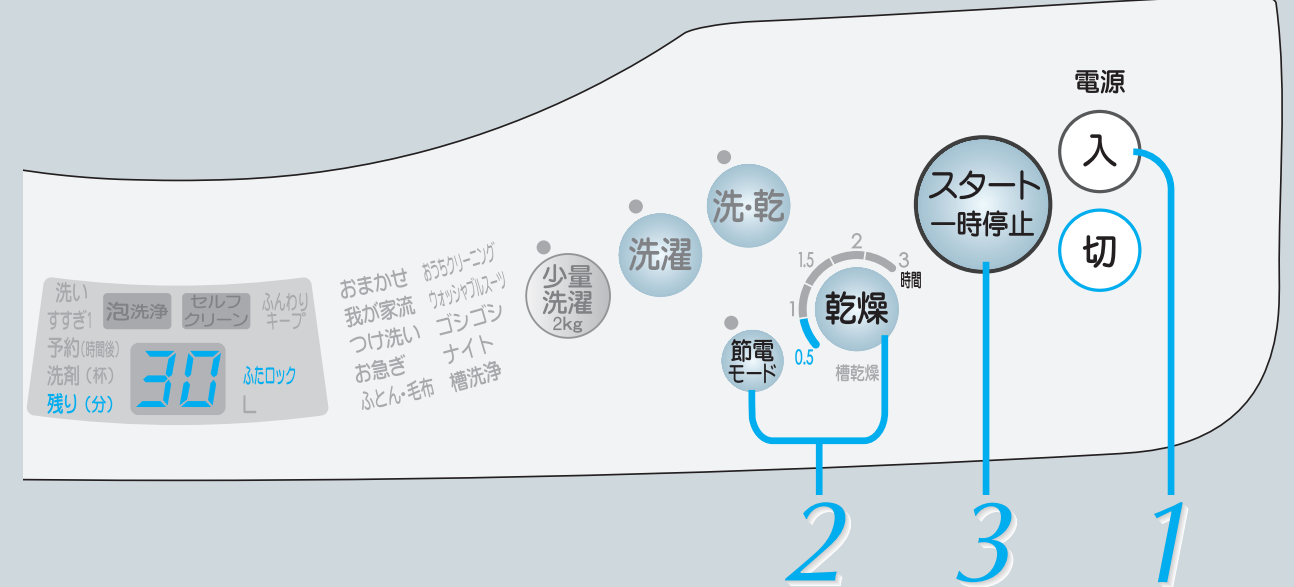 電源
入
切
スタート
一時停止
洗・乾
洗濯
少量
洗濯
2kg
1
1.5
2
3
時間
0.5
乾燥
槽乾燥
節電
モード
おまかせ
我が家流
つけ洗い
お急ぎ
ふとん・毛布
おうちクリーニング
ウォッシャブルスーツ
ゴシゴシ
ナイト
槽洗浄
洗い
すすぎ1
予約(時間後)
洗剤(杯)
残り(分)
泡洗浄
セルフ
クリーン
ふんわり
キープ
30
ふたロック
L
2
3
1